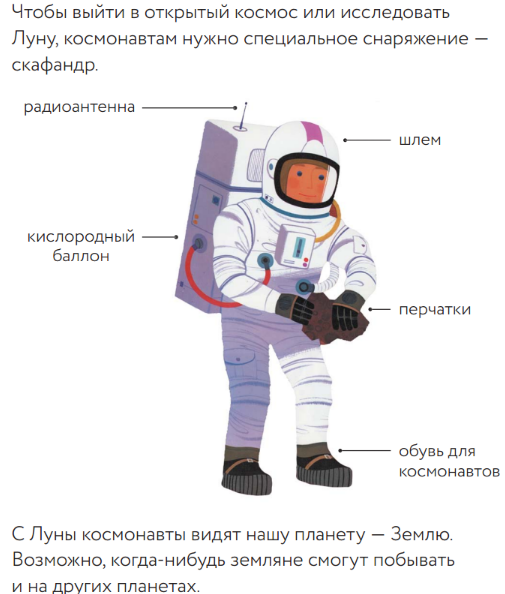 Чтобы выйти в открытый космос или исследовать
Луну, космонавтам нужно специальное снаряжение —
скафандр.
радиоантенна
шлем
кислородный
баллон
перчатки
обувь для
космонавтов
С Луны космонавты видят нашу планету — Землю.
Возможно, когда-нибудь земляне смогут побывать
и на других планетах.